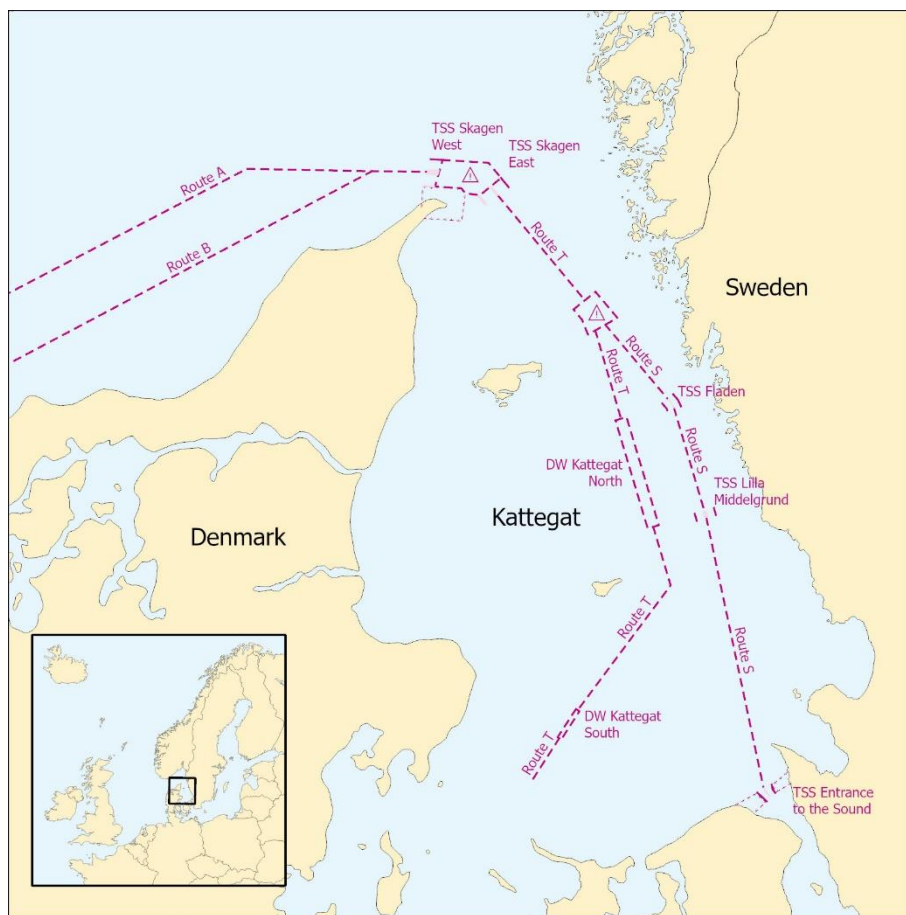 TSS Skagen
West
TSS Skagen
East
Route A
Route B
Route T
Sweden
Route S
Route T
TSS Fladen
Route S
DW Kattegat
North
TSS Lilla
Middelgrund
Kattegat
Denmark
Route T
Route S
DW Kattegat
South
Route T
TSS Entrance
to the Sound